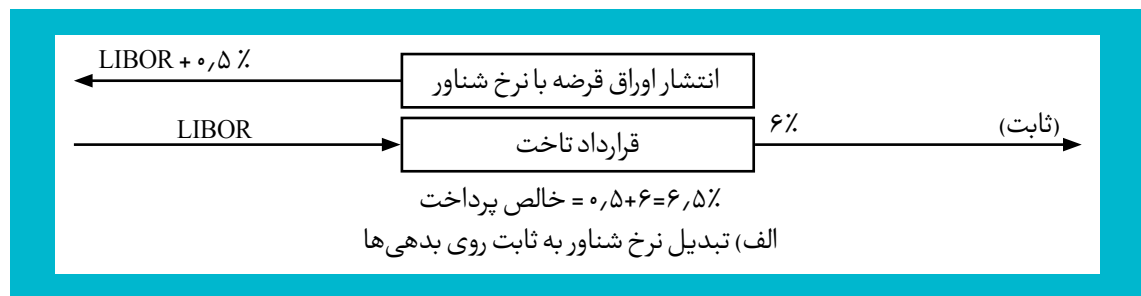 LIBOR + ۰٫۵ ٪
انتشار اوراق قرضه با نرخ شناور
LIBOR
قرارداد تاخت
۶٪
(ثابت)
خالص پرداخت = ۰٫۵+۶=۶٫۵٪
الف) تبدیل نرخ شناور به ثابت روی بدهی‌ها